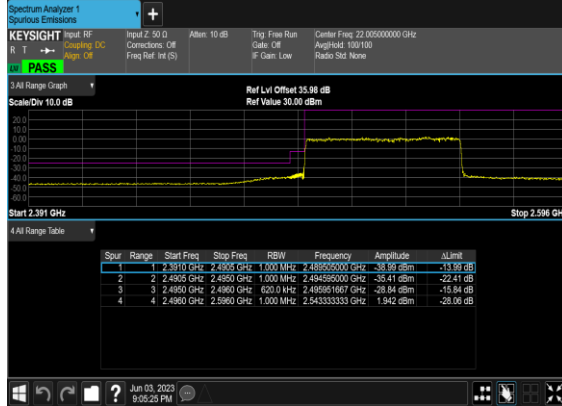 Spectrum Analyzer 1
Spurious Emissions
+
KEYSIGHT Input: RF Input Z: 50 Ω Atten: 10 dB Trig: Free Run Center Freq: 22.005000000 GHz
R T Coupling: DC Corrections: Off Gate: Off Avg|Hold: 100/100
Align: Off Freq Ref: Int (S) IF Gain: Low Radio Std: None
PASS
3 All Range Graph
Ref Lvl Offset 35.98 dB
Scale/Div 10.0 dB Ref Value 30.00 dBm
20.0
10.0
0.00
-10.0
-20.0
-30.0
-40.0
-50.0
-60.0
Start 2.391 GHz Stop 2.596 GH
4 All Range Table
Spur Range Start Freq Stop Freq RBW Frequency Amplitude ΔLimit
1 1 2.3910 GHz 2.4905 GHz 1.000 MHz 2.489505000 GHz -38.99 dBm -13.99 dB
2 2 2.4905 GHz 2.4950 GHz 1.000 MHz 2.494595000 GHz -35.41 dBm -22.41 dB
3 3 2.4950 GHz 2.4960 GHz 620.0 kHz 2.495951667 GHz -28.84 dBm -15.84 dB
4 4 2.4960 GHz 2.5960 GHz 1.000 MHz 2.543333333 GHz 1.942 dBm -28.06 dB
? Jun 03, 2023
9:05:25 PM